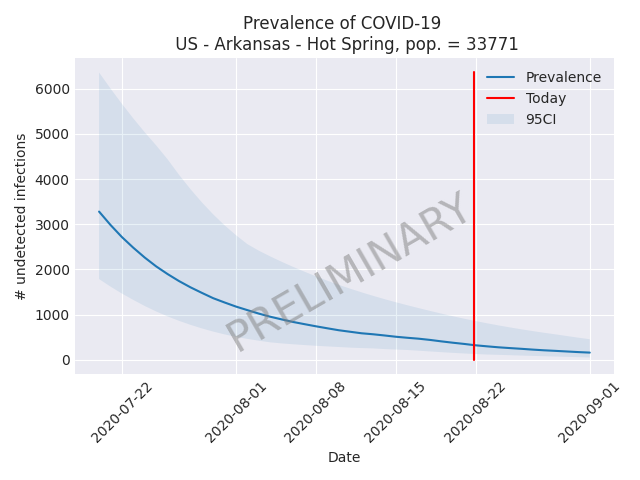 Prevalence of COVID-19
US - Arkansas - Hot Spring, pop. = 33771
Prevalence
Today
95CI
6000
5000
4000
3000
2000
1000
0
# undetected infections
PRELIMINARY
2020-07-22
2020-08-01
2020-08-08
2020-08-15
2020-08-22
2020-09-01
Date